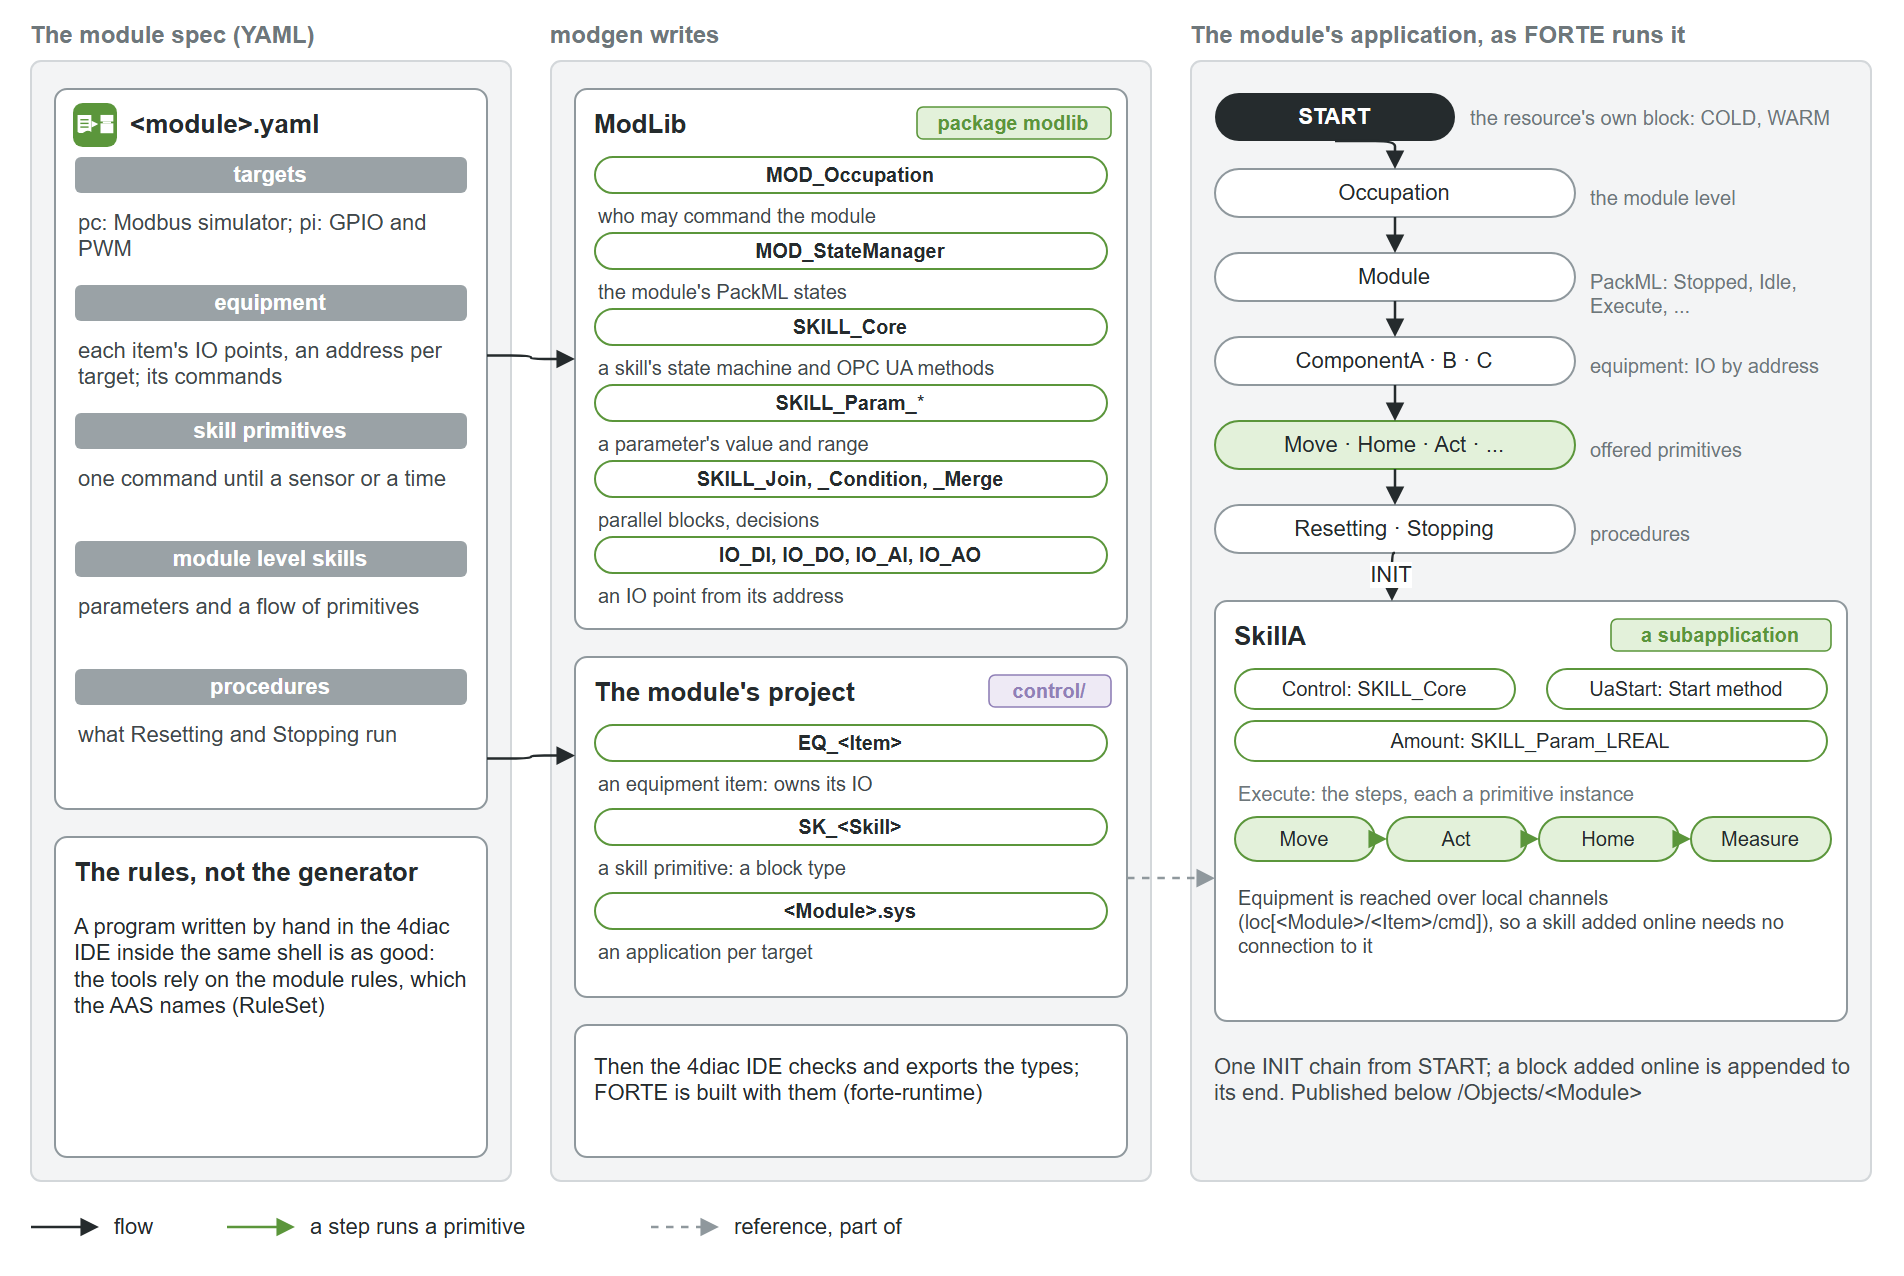 The module spec (YAML)
<module>.yaml
targets
pc: Modbus simulator; pi: GPIO and
PWM
equipment
each item's IO points, an address per
target; its commands
skill primitives
one command until a sensor or a time
module level skills
parameters and a flow of primitives
procedures
what Resetting and Stopping run
The rules, not the generator
A program written by hand in the 4diac
IDE inside the same shell is as good:
the tools rely on the module rules, which
the AAS names (RuleSet)
modgen writes
ModLib
package modlib
MOD_Occupation
who may command the module
MOD_StateManager
the module's PackML states
SKILL_Core
a skill's state machine and OPC UA methods
SKILL_Param_*
a parameter's value and range
SKILL_Join, _Condition, _Merge
parallel blocks, decisions
IO_DI, IO_DO, IO_AI, IO_AO
an IO point from its address
The module's project
control/
EQ_<Item>
an equipment item: owns its IO
SK_<Skill>
a skill primitive: a block type
<Module>.sys
an application per target
Then the 4diac IDE checks and exports the types;
FORTE is built with them (forte-runtime)
The module's application, as FORTE runs it
START
the resource's own block: COLD, WARM
Occupation
the module level
Module
PackML: Stopped, Idle,
Execute, ...
ComponentA · B · C
equipment: IO by address
Move · Home · Act · ...
offered primitives
Resetting · Stopping
procedures
INIT
SkillA
a subapplication
Control: SKILL_Core
UaStart: Start method
Amount: SKILL_Param_LREAL
Execute: the steps, each a primitive instance
Move
Act
Home
Measure
Equipment is reached over local channels
(loc[<Module>/<Item>/cmd]), so a skill added online needs no
connection to it
One INIT chain from START; a block added online is appended to
its end. Published below /Objects/<Module>
flow
a step runs a primitive
reference, part of